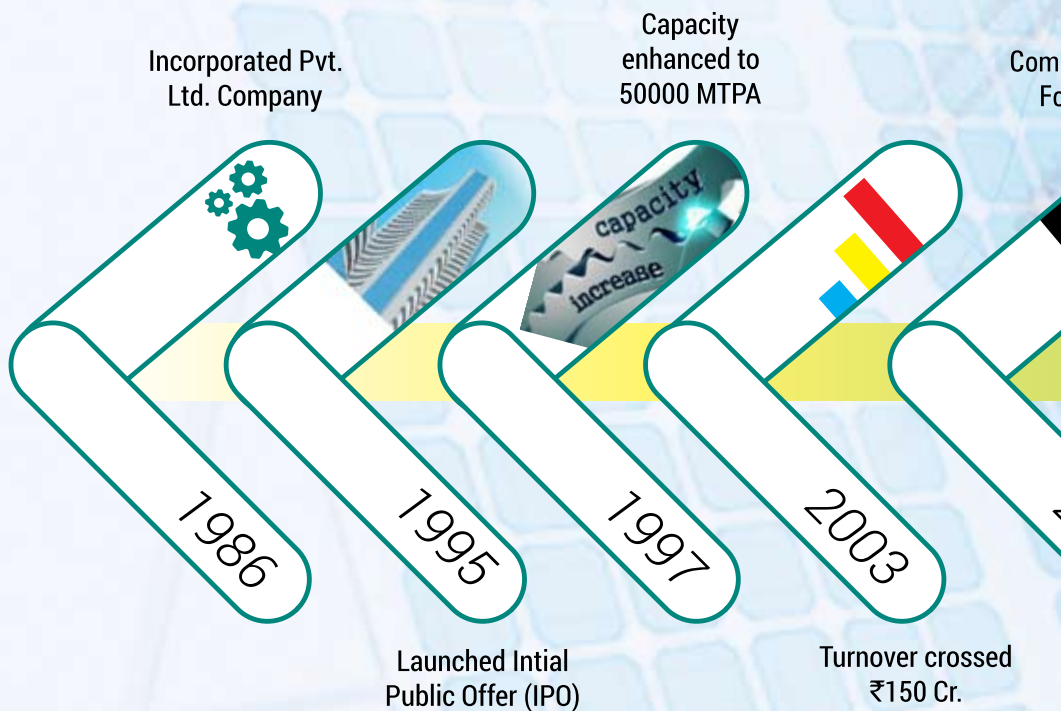 Incorporated Pvt.
Ltd. Company
Capacity
enhanced to
50000 MTPA
capacity
increase
1986
1995
1997
2003
Launched Intial
Public Offer (IPO)
Turnover crossed
₹150 Cr.